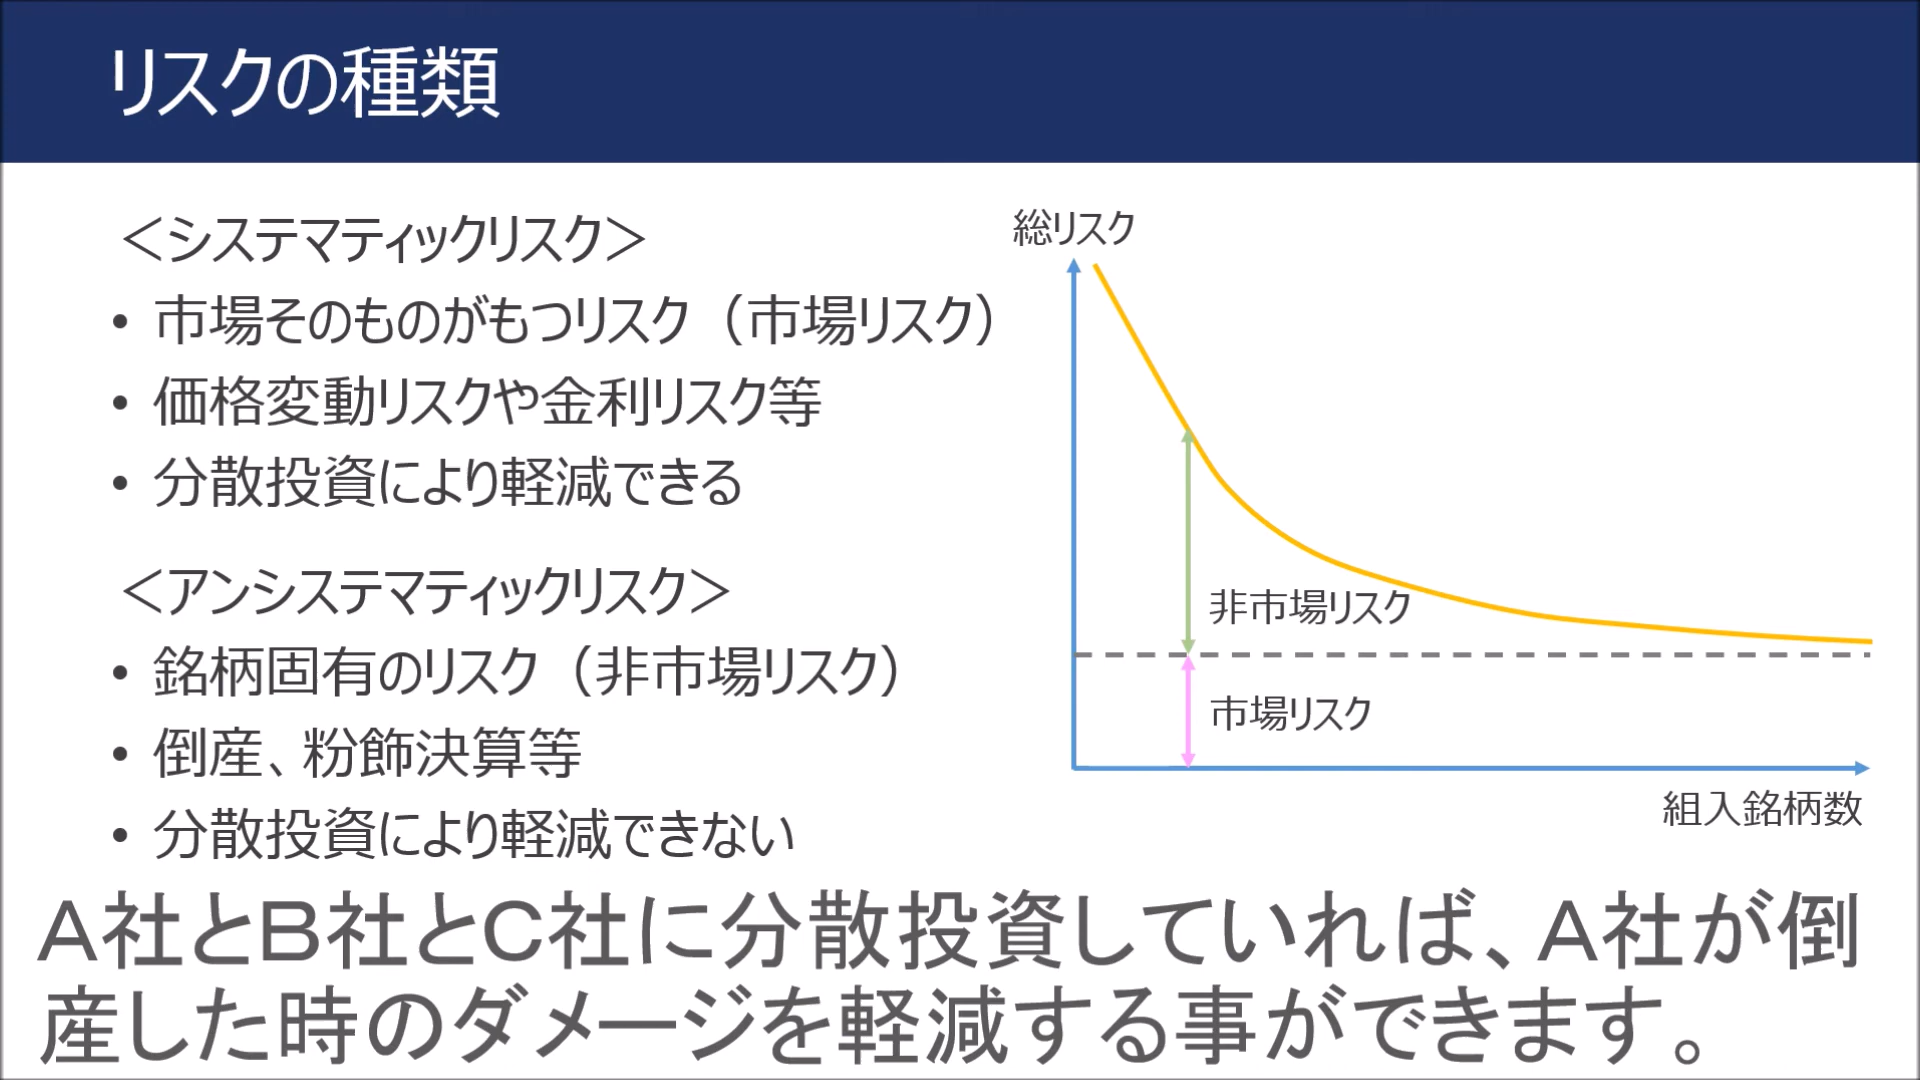 リスクの種類
＜システマティックリスク＞
• 市場そのものがもつリスク（市場リスク）
• 価格変動リスクや金利リスク等
• 分散投資により軽減できる
＜アンシステマティックリスク＞
• 銘柄固有のリスク（非市場リスク）
• 倒産、粉飾決算等
• 分散投資により軽減できない
総リスク
非市場リスク
市場リスク
組入銘柄数
A社とB社とC社に分散投資していれば、A社が倒
産した時のダメージを軽減する事ができます。